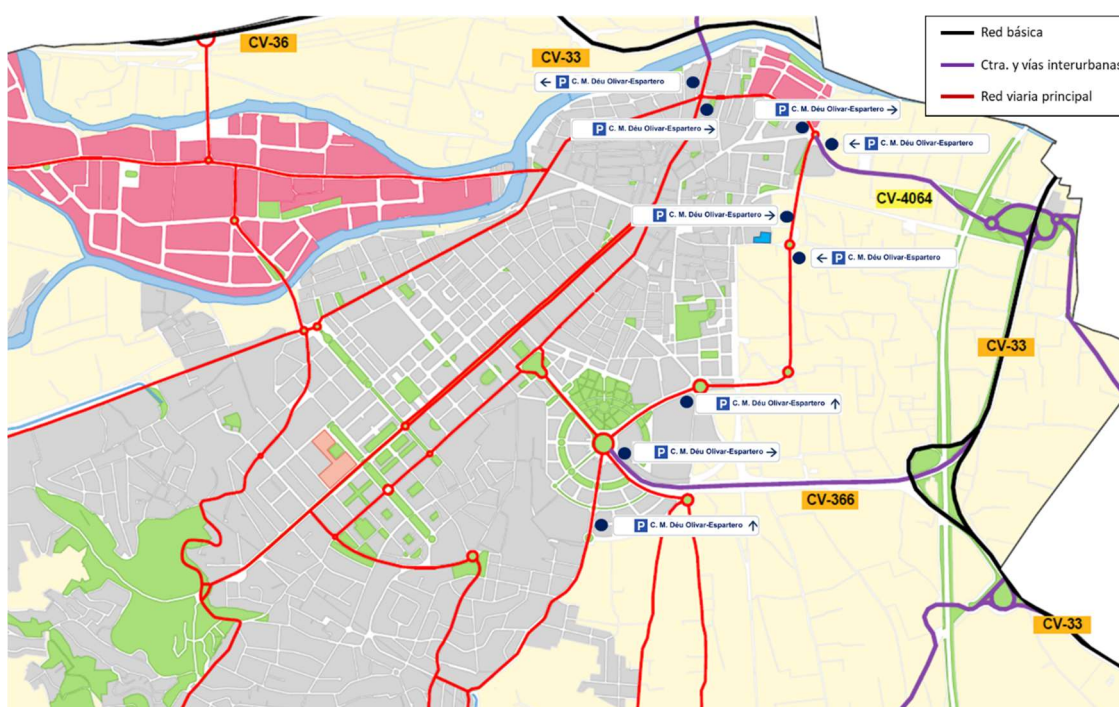 Red básica
Ctra. y vías interurbanas
Red viaria principal
CV-36
CV-33
← P C. M. Déu Olivar-Espartero
P C. M. Déu Olivar-Espartero →
P C. M. Déu Olivar-Espartero →
← P C. M. Déu Olivar-Espartero
CV-4064
P C. M. Déu Olivar-Espartero →
← P C. M. Déu Olivar-Espartero
CV-33
P C. M. Déu Olivar-Espartero ↑
P C. M. Déu Olivar-Espartero →
CV-366
P C. M. Déu Olivar-Espartero ↑
CV-33